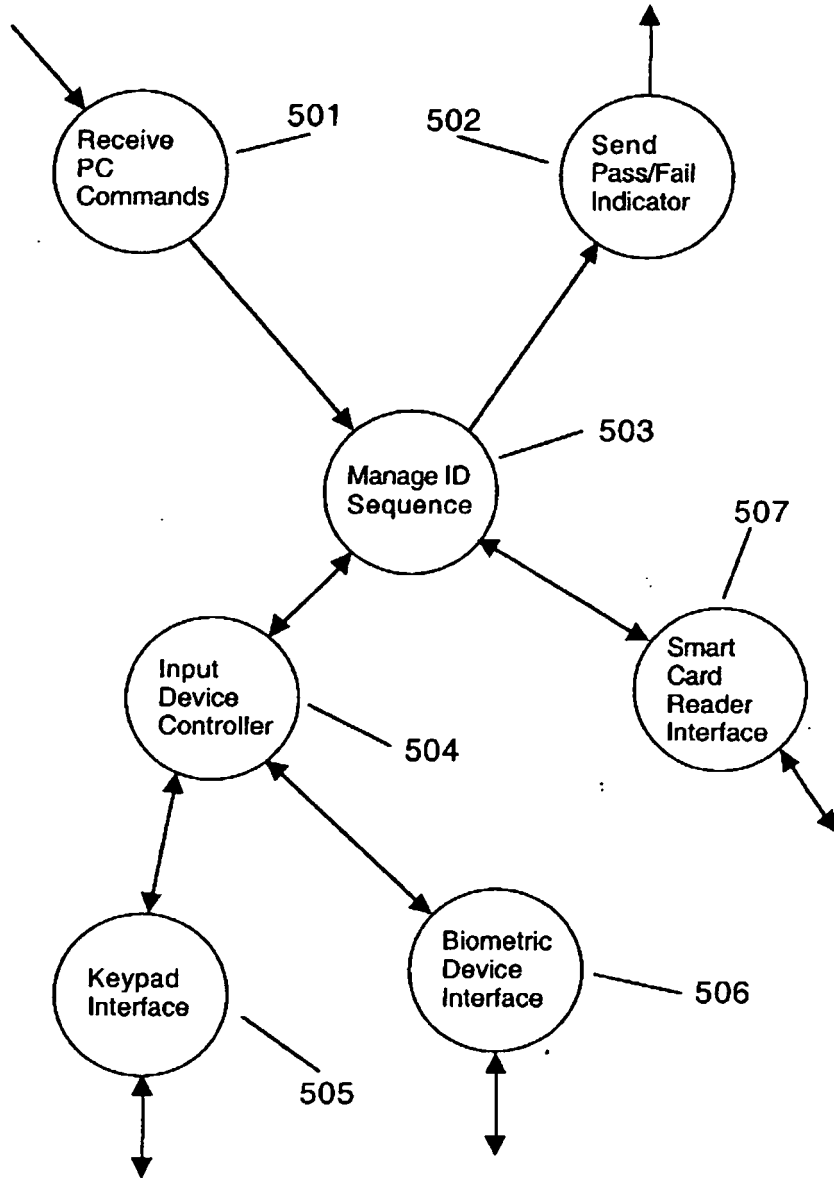 Receive
PC
Commands
501
502
Send
Pass/Fail
Indicator
Manage ID
Sequence
503
507
Input
Device
Controller
504
Smart
Card
Reader
Interface
Keypad
Interface
505
Biometric
Device
Interface
506